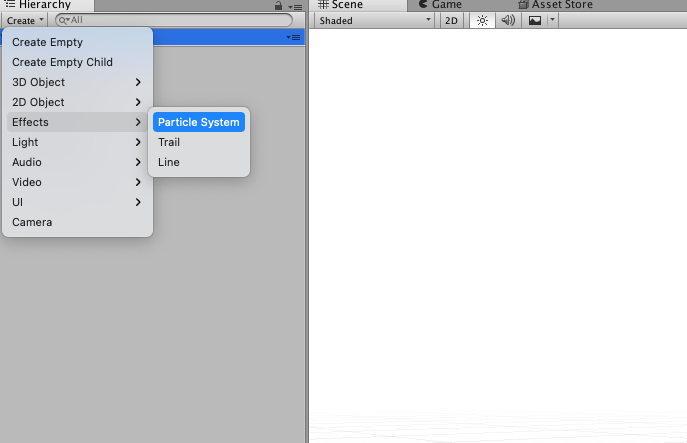 Hierarchy
Create
All
Create Empty
Create Empty Child
3D Object
2D Object
Effects
Light
Audio
Video
UI
Camera
Particle System
Trail
Line
Scene
Game
Asset Store
Shaded
2D